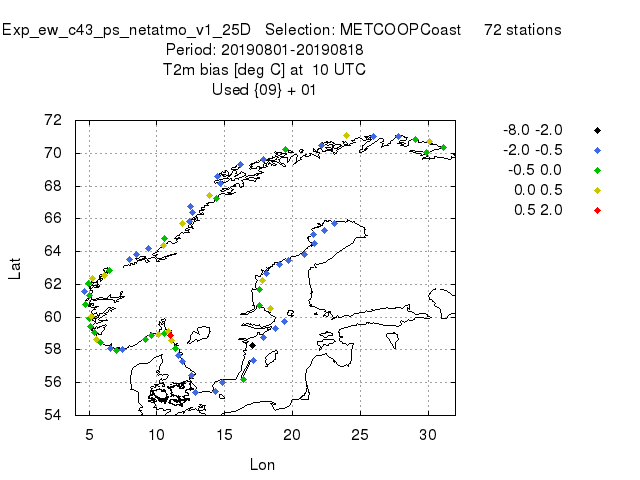 Exp_ew_c43_ps_netatmo_v1_25D Selection: METCOOPCoast 72 stations
Period: 20190801-20190818
T2m bias [deg C] at 10 UTC
Used {09} + 01
72
70
68
66
64
62
60
58
56
54
5 10 15 20 25 30
Lat
Lon
-8.0 -2.0
-2.0 -0.5
-0.5 0.0
0.0 0.5
0.5 2.0